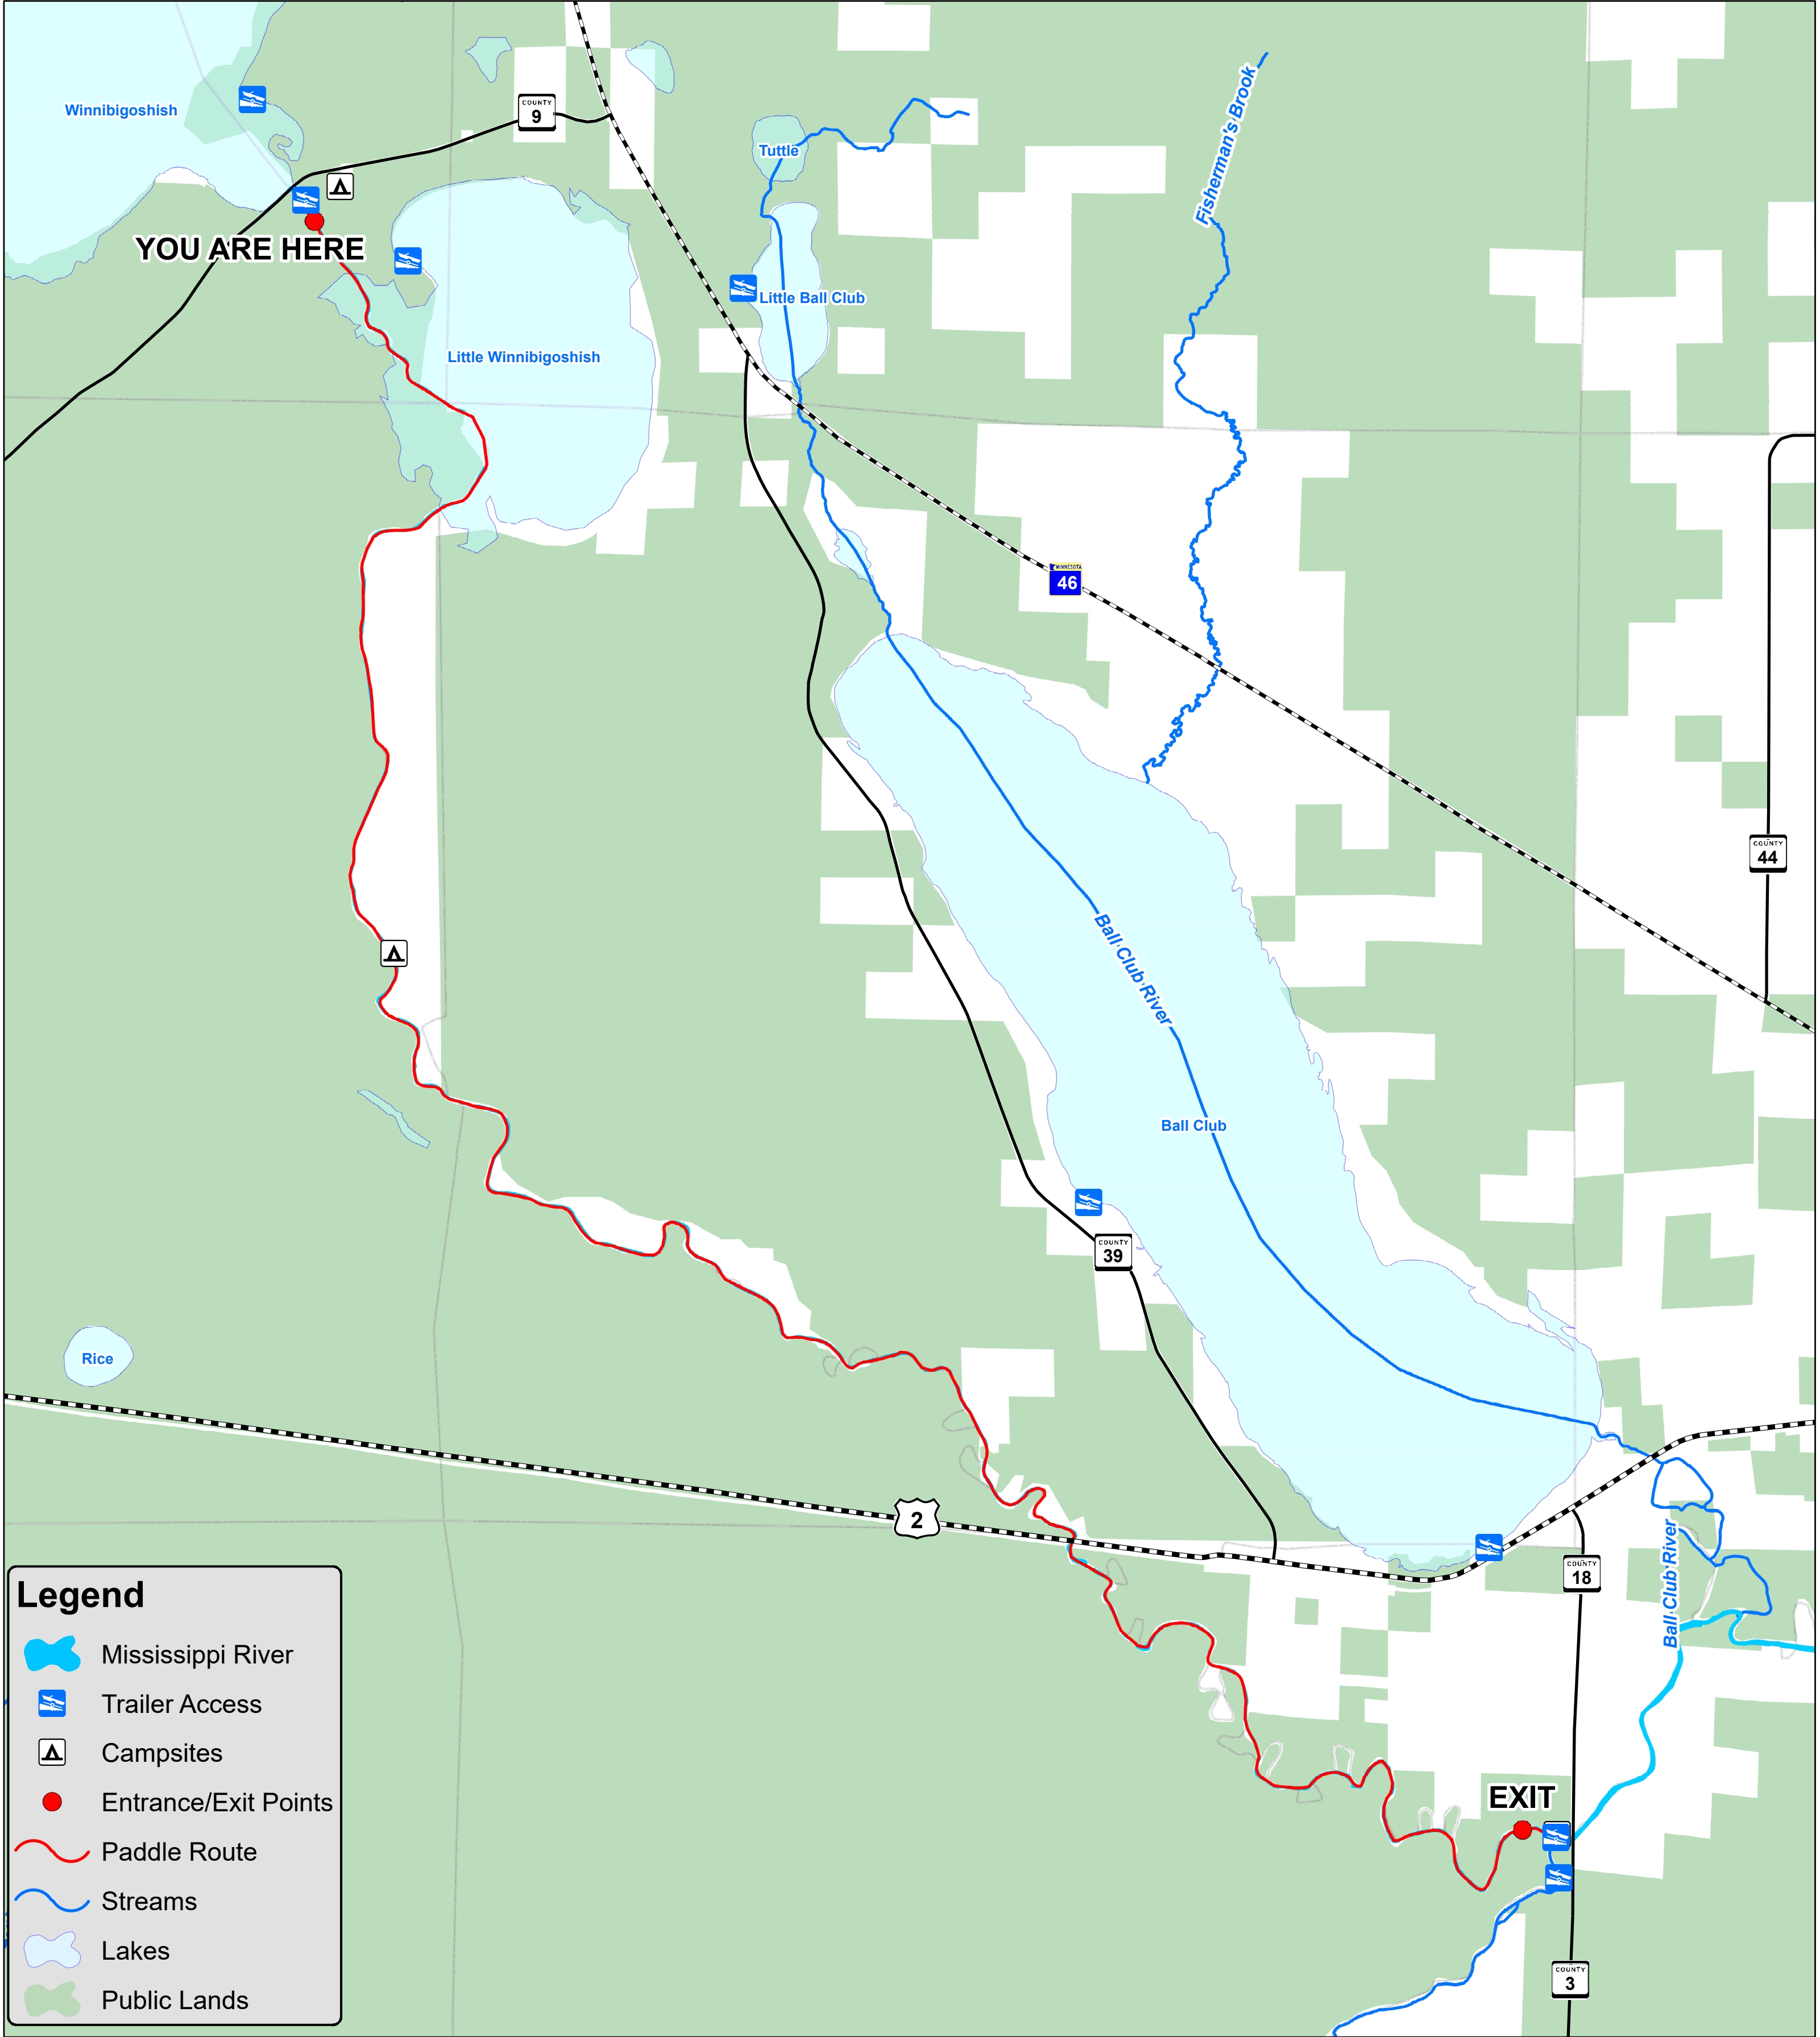 Winnibigoshish
COUNTY
9
Tuttle
Fisherman's Brook
YOU ARE HERE
Little Ball Club
Little Winnibigoshish
MINNESOTA
46
COUNTY
44
Ball Club River
Ball Club
COUNTY
39
Rice
2
COUNTY
18
Ball Club River
EXIT
COUNTY
3
Legend
Mississippi River
Trailer Access
Campsites
Entrance/Exit Points
Paddle Route
Streams
Lakes
Public Lands